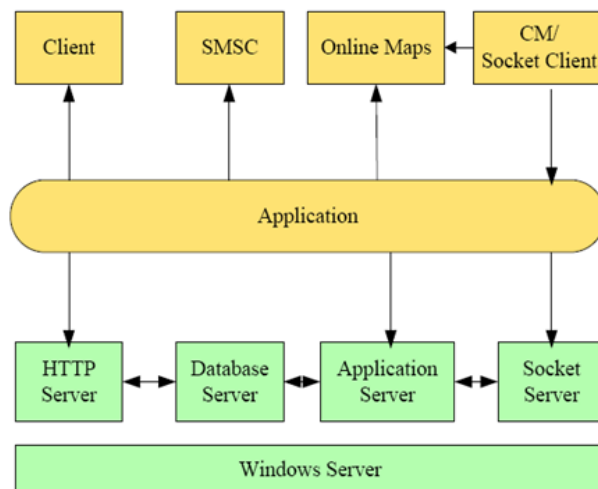 Client
SMSC
Online Maps
CM/
Socket Client
Application
HTTP
Server
Database
Server
Application
Server
Socket
Server
Windows Server